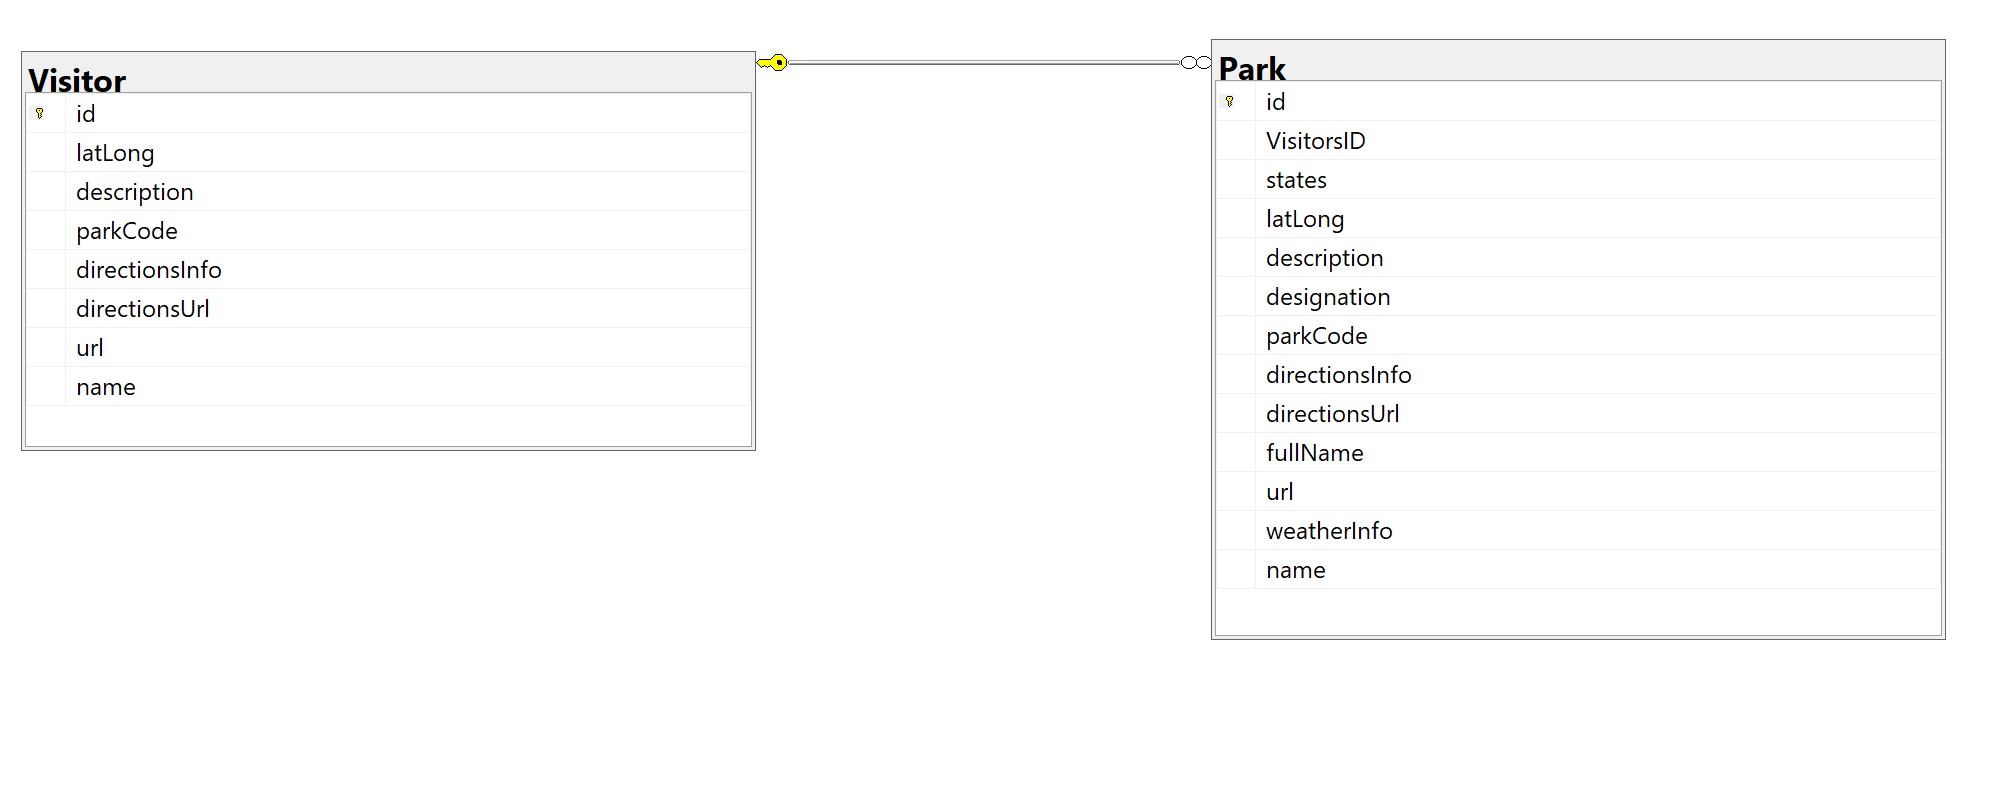 Visitor
id
latLong
description
parkCode
directionsInfo
directionsUrl
url
name
Park
id
VisitorsID
states
latLong
description
designation
parkCode
directionsInfo
directionsUrl
fullName
url
weatherInfo
name